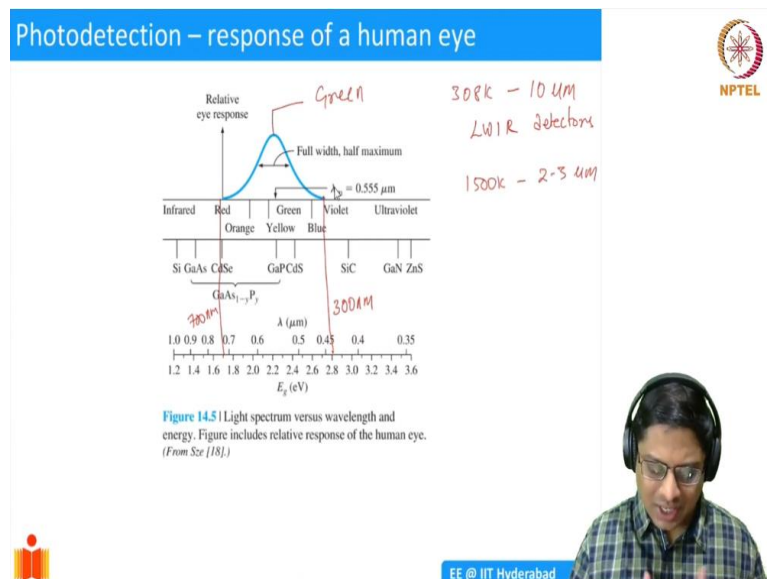 Photodetection – response of a human eye
NPTEL
Relative
eye response
Green
308K - 10 um
LWIR detectors
1500K - 2-3 um
Full width, half maximum
= 0.555 μm
Infrared Red Green Violet Ultraviolet
Orange Yellow Blue
Si GaAs CdSe GaP CdS SiC GaN ZnS
GaAs₁₋yPy
700nM
300nM
λ (μm)
1.0 0.9 0.8 0.7 0.6 0.5 0.45 0.4 0.35
1.2 1.4 1.6 1.8 2.0 2.2 2.4 2.6 2.8 3.0 3.2 3.4 3.6
Eg (eV)
Figure 14.5 | Light spectrum versus wavelength and
energy. Figure includes relative response of the human eye.
(From Sze [18].)
EE @ IIT Hyderabad